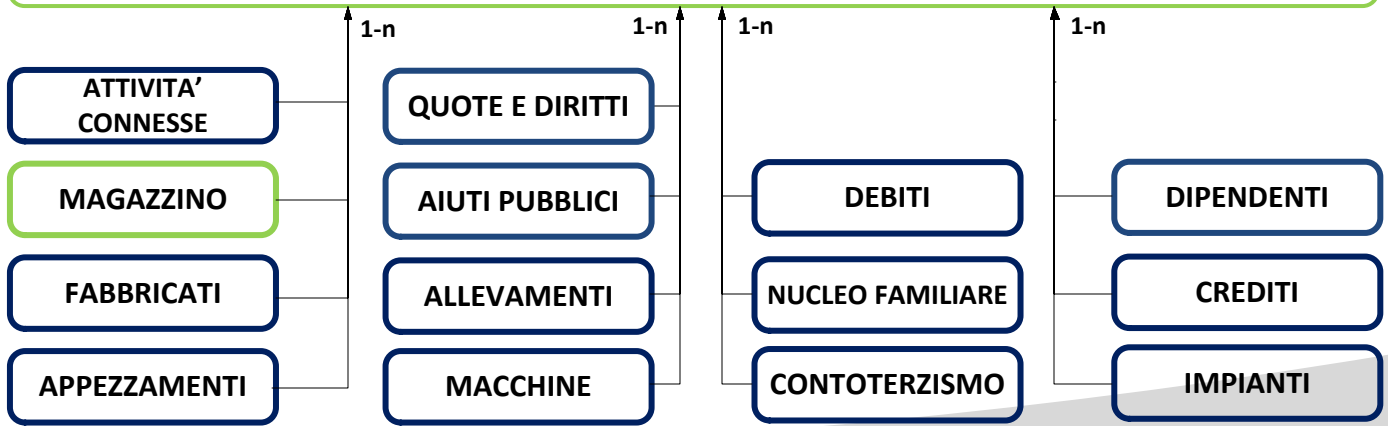 1-n
1-n
1-n
1-n
ATTIVITA’
CONNESSE
QUOTE E DIRITTI
MAGAZZINO
AIUTI PUBBLICI
DEBITI
DIPENDENTI
FABBRICATI
ALLEVAMENTI
NUCLEO FAMILIARE
CREDITI
APPEZZAMENTI
MACCHINE
CONTOTERZISMO
IMPIANTI